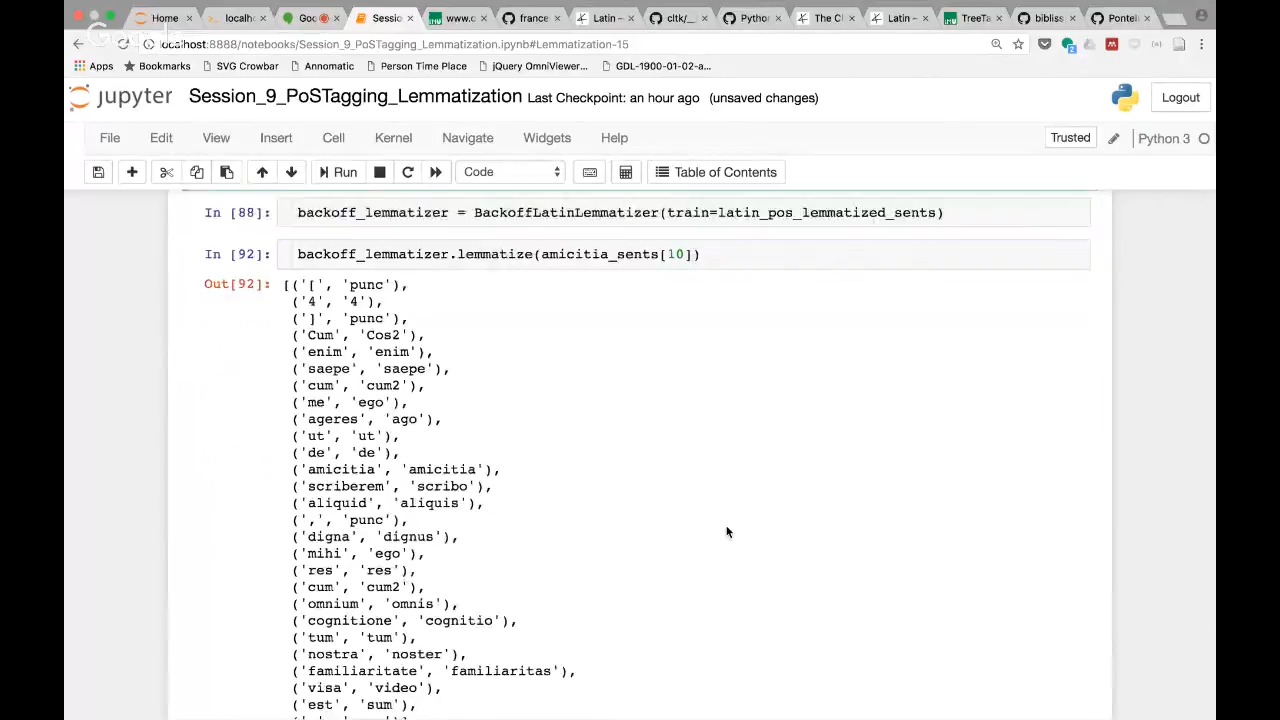 Home
localh
Goo
Sessio
www.c
france
Latin –
cltk/__
Python
The Cl
Latin –
TreeTa
bibliss
Pontei
localhost:8888/notebooks/Session_9_PoSTagging_Lemmatization.ipynb#Lemmatization-15
Apps Bookmarks SVG Crowbar Annomatic Person Time Place jQuery OmniViewer... GDL-1900-01-02-a...
jupyter Session_9_PoSTagging_Lemmatization Last Checkpoint: an hour ago (unsaved changes) Logout
File Edit View Insert Cell Kernel Navigate Widgets Help Trusted Python 3
Run Code Table of Contents
In [88]: backoff_lemmatizer = BackoffLatinLemmatizer(train=latin_pos_lemmatized_sents)
In [92]: backoff_lemmatizer.lemmatize(amicitia_sents[10])
Out[92]: [('[', 'punc'),
('4', '4'),
(']', 'punc'),
('Cum', 'Cos2'),
('enim', 'enim'),
('saepe', 'saepe'),
('cum', 'cum2'),
('me', 'ego'),
('ageres', 'ago'),
('ut', 'ut'),
('de', 'de'),
('amicitia', 'amicitia'),
('scriberem', 'scribo'),
('aliquid', 'aliquis'),
(',', 'punc'),
('digna', 'dignus'),
('mihi', 'ego'),
('res', 'res'),
('cum', 'cum2'),
('omnium', 'omnis'),
('cognitione', 'cognitio'),
('tum', 'tum'),
('nostra', 'noster'),
('familiaritate', 'familiaritas'),
('visa', 'video'),
('est', 'sum'),